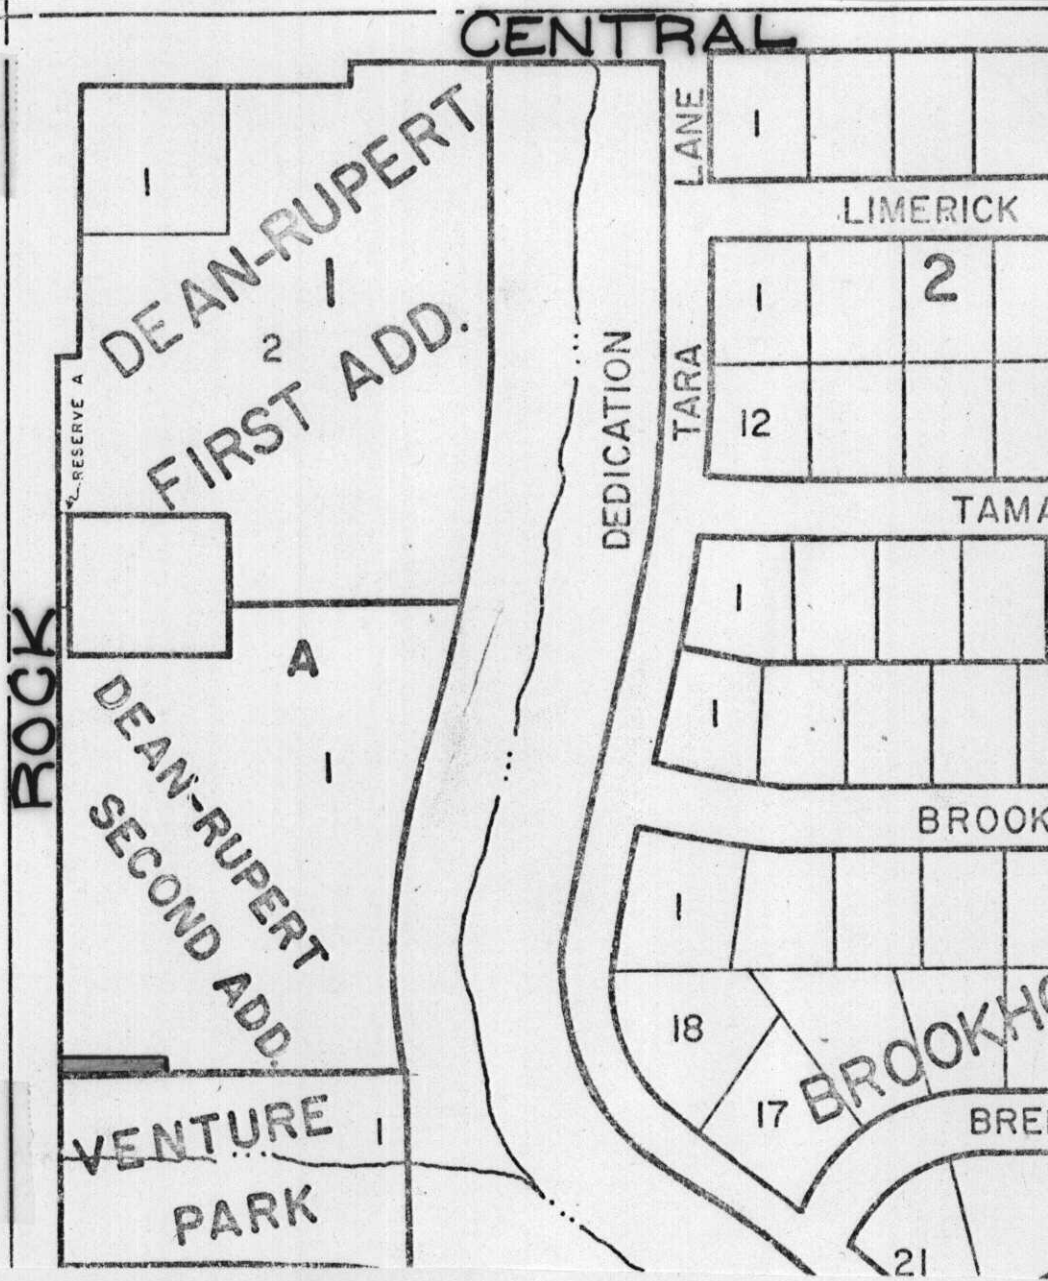 CENTRAL
LANE
1
1
LIMERICK
DEAN-RUPERT
1
2
FIRST ADD.
RESERVE A
DEDICATION
TARA
1
2
12
TAMA
1
ROCK
A
1
1
DEAN-RUPERT
SECOND ADD.
BROOK
1
18
17
BROOKHO
BRE
VENTURE
1
PARK
21